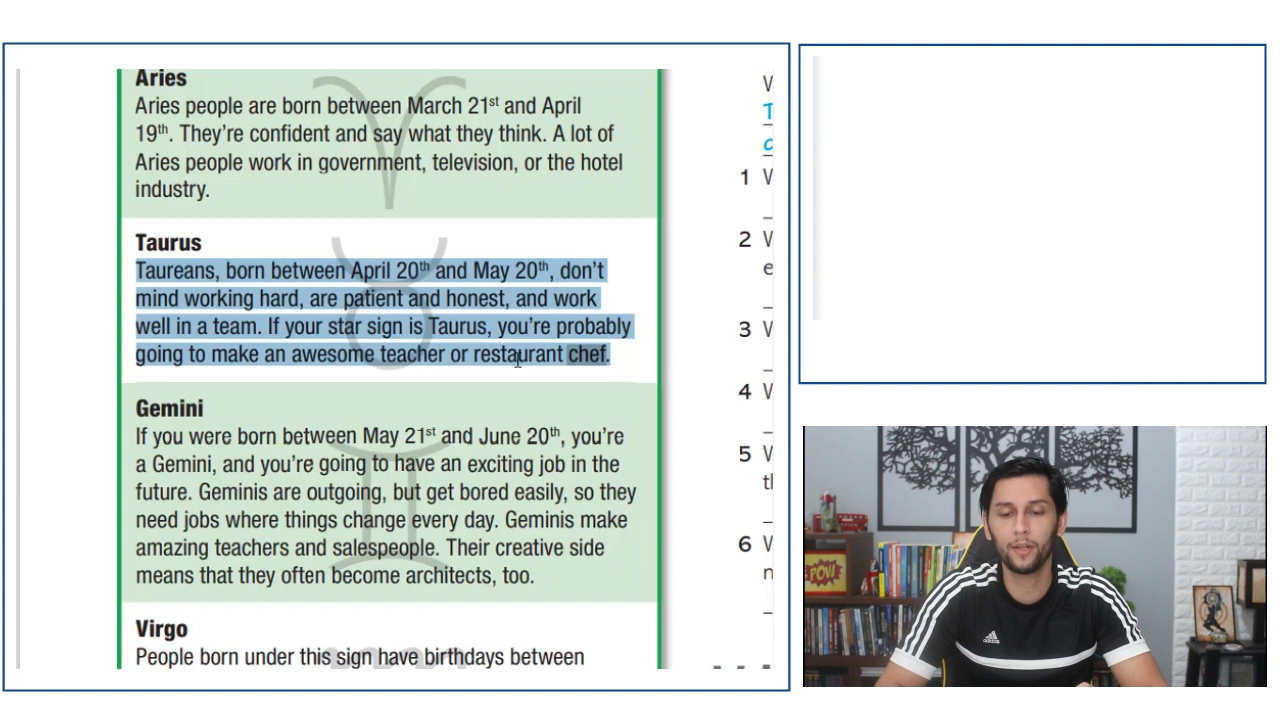 Aries
Aries people are born between March 21st and April
19th. They're confident and say what they think. A lot of
Aries people work in government, television, or the hotel
industry.
Taurus
Taureans, born between April 20th and May 20th, don't
mind working hard, are patient and honest, and work
well in a team. If your star sign is Taurus, you're probably
going to make an awesome teacher or restaurant chef.
Gemini
If you were born between May 21st and June 20th, you're
a Gemini, and you're going to have an exciting job in the
future. Geminis are outgoing, but get bored easily, so they
need jobs where things change every day. Geminis make
amazing teachers and salespeople. Their creative side
means that they often become architects, too.
Virgo
People born under this sign have birthdays between
1
2
3
4
5
6
POW
adidas